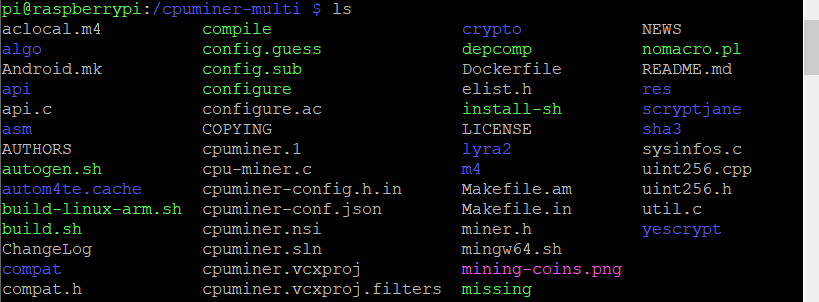 pi@raspberrypi:/cpuminer-multi $ ls
aclocal.m4 compile crypto NEWS
algo config.guess depcomp nomacro.pl
Android.mk config.sub Dockerfile README.md
api configure elist.h res
api.c configure.ac install-sh scryptjane
asm COPYING LICENSE sha3
AUTHORS cpuminer.1 lyra2 sysinfos.c
autogen.sh cpu-miner.c m4 uint256.cpp
autom4te.cache cpuminer-config.h.in Makefile.am uint256.h
build-linux-arm.sh cpuminer-conf.json Makefile.in util.c
build.sh cpuminer.nsi miner.h yescrypt
ChangeLog cpuminer.sln mingw64.sh
compat cpuminer.vcxproj mining-coins.png
compat.h cpuminer.vcxproj.filters missing